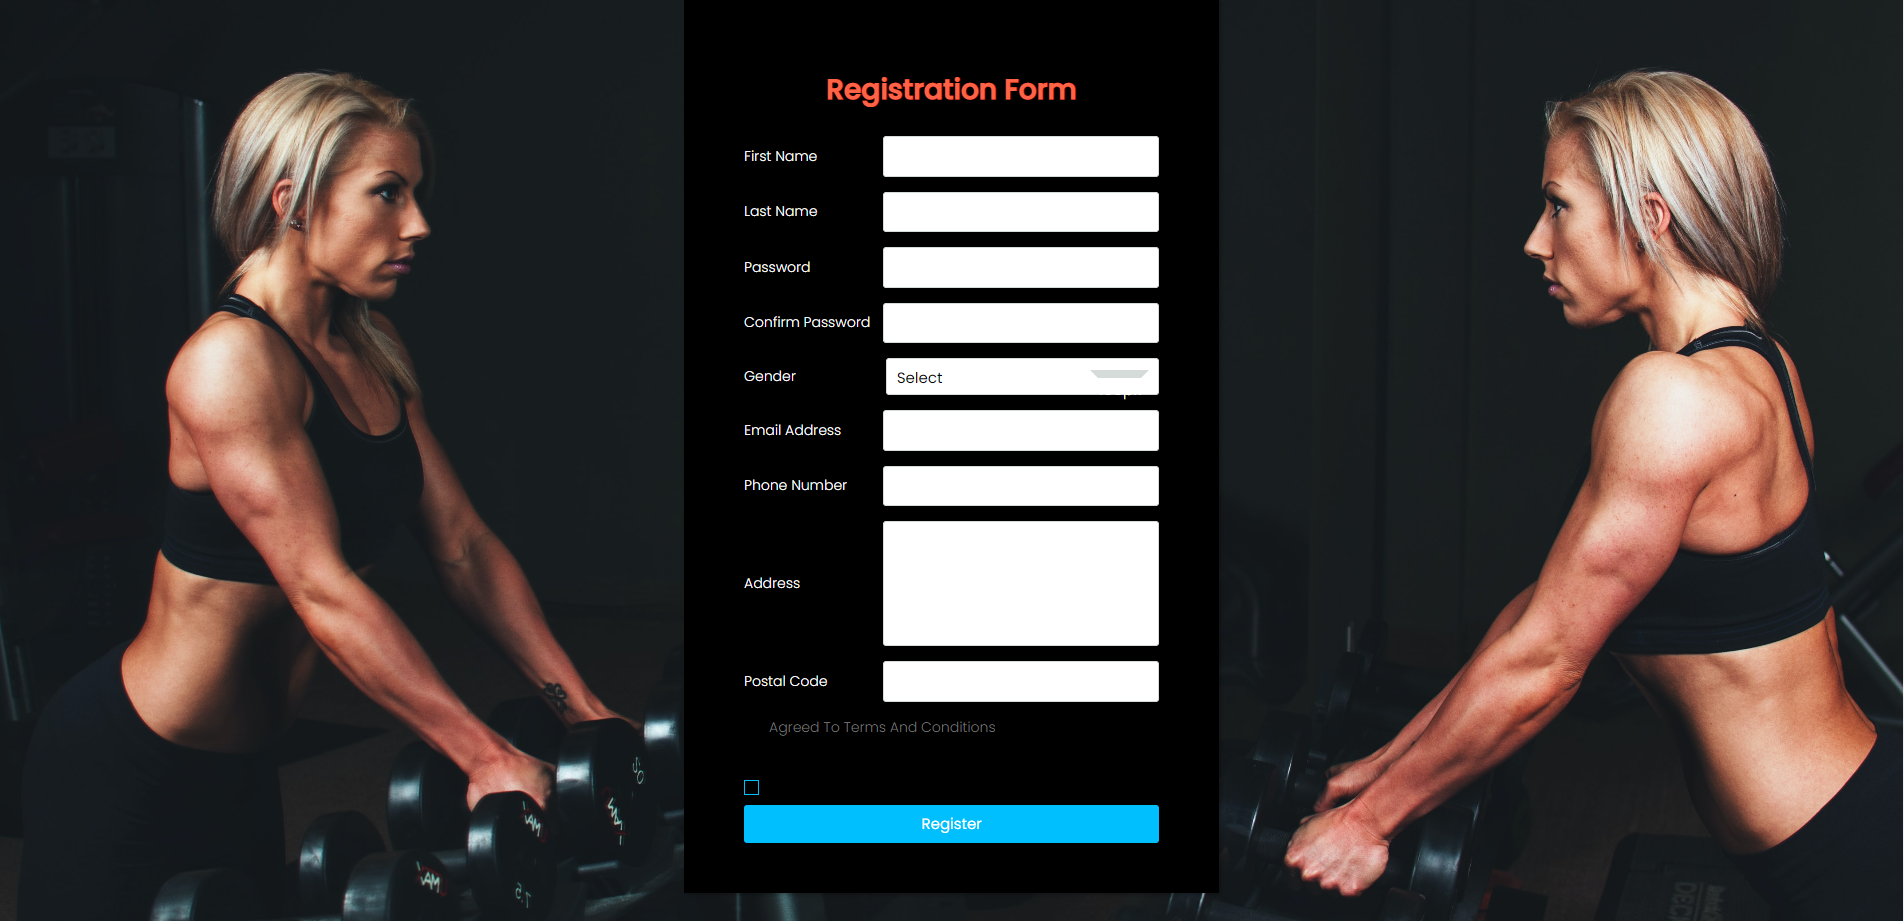 Registration Form
First Name
Last Name
Password
Confirm Password
Gender
Select
Email Address
Phone Number
Address
Postal Code
Agreed To Terms And Conditions
Register